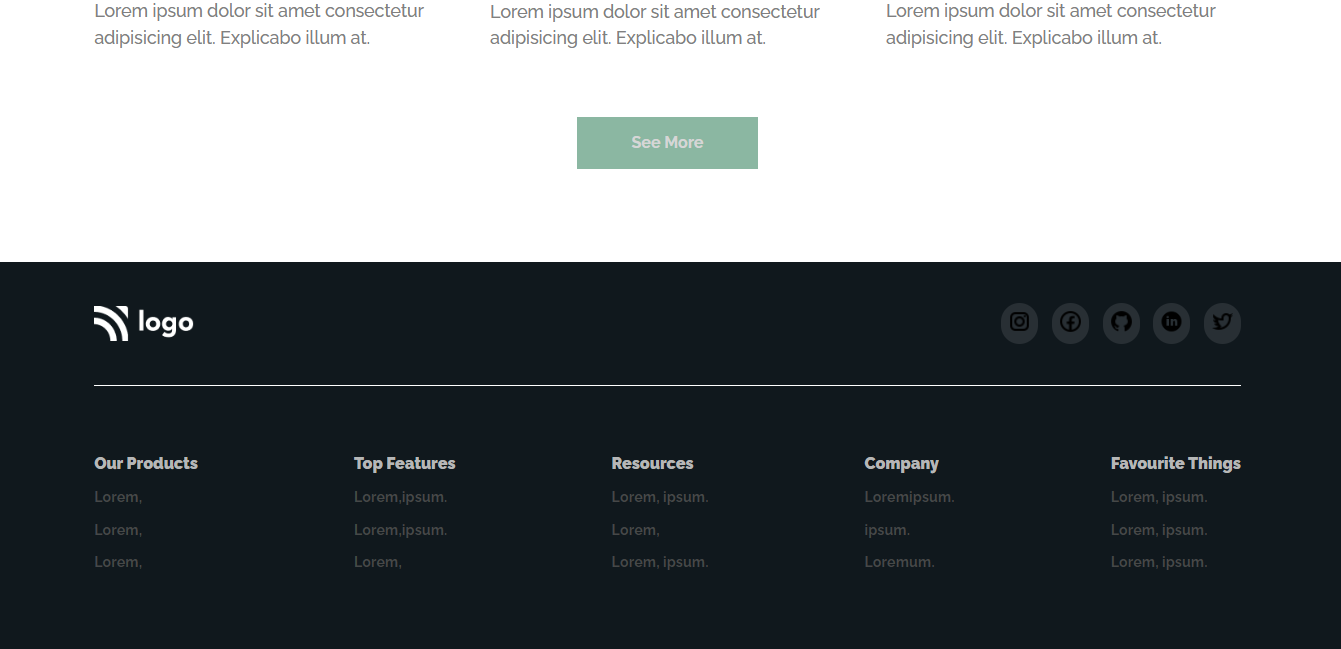 Lorem ipsum dolor sit amet consectetur
adipisicing elit. Explicabo illum at.
Lorem ipsum dolor sit amet consectetur
adipisicing elit. Explicabo illum at.
Lorem ipsum dolor sit amet consectetur
adipisicing elit. Explicabo illum at.
See More
logo
in
Our Products
Lorem,
Lorem,
Lorem,
Top Features
Lorem,ipsum.
Lorem,ipsum.
Lorem,
Resources
Lorem, ipsum.
Lorem,
Lorem, ipsum.
Company
Loremipsum.
ipsum.
Loremum.
Favourite Things
Lorem, ipsum.
Lorem, ipsum.
Lorem, ipsum.